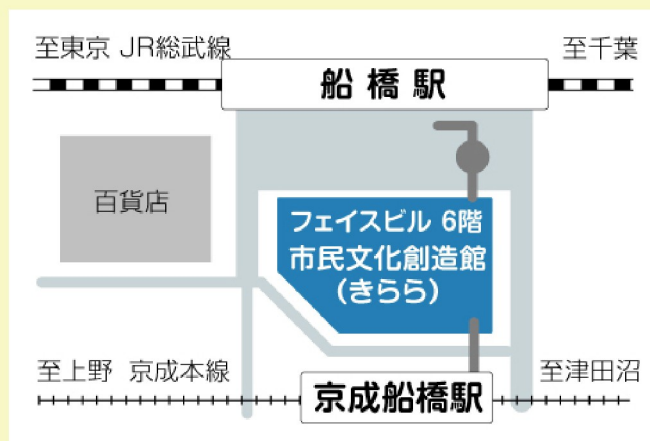 至東京 JR総武線
至千葉
船橋駅
百貨店
フェイスビル 6階
市民文化創造館
（きらら）
至上野 京成本線
至津田沼
京成船橋駅